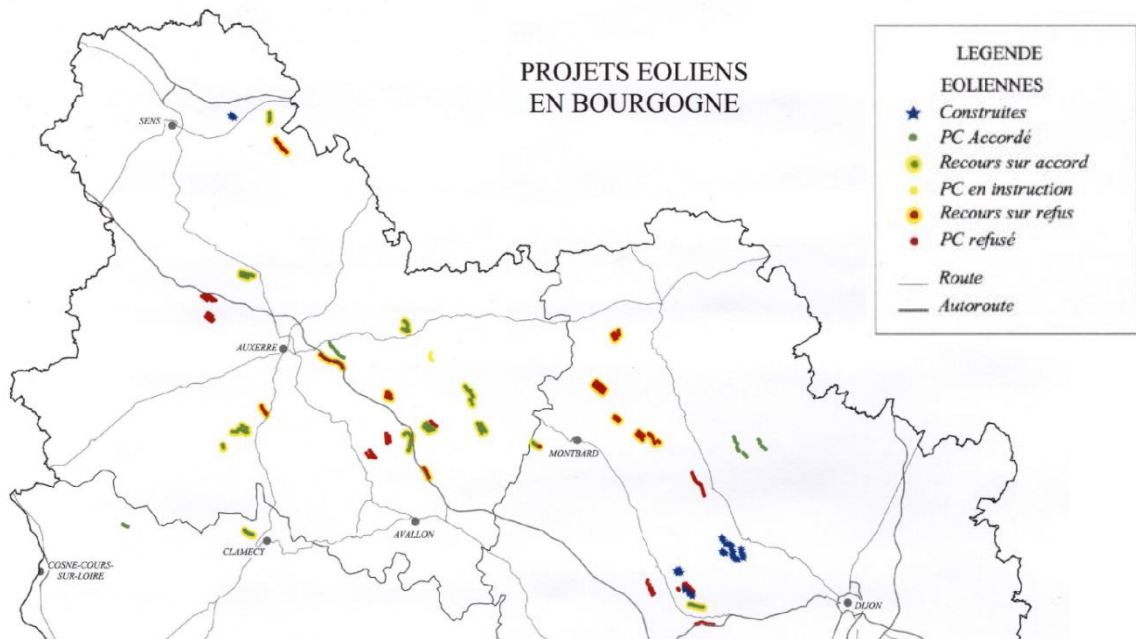 PROJETS EOLIENS
EN BOURGOGNE
LEGENDE
EOLIENNES
Construites
PC Accordé
Recours sur accord
PC en instruction
Recours sur refus
PC refusé
Route
Autoroute
SENS
AUXERRE
MONTBARD
AVALLON
CLAMECY
COSNE-COURS-
SUR-LOIRE
DIJON